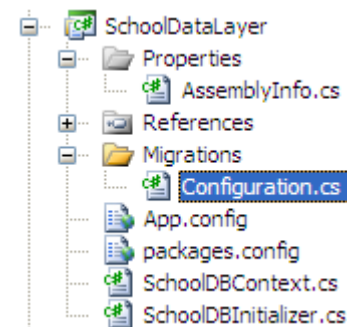 SchoolDataLayer
Properties
AssemblyInfo.cs
References
Migrations
Configuration.cs
App.config
packages.config
SchoolDBContext.cs
SchoolDBInitializer.cs